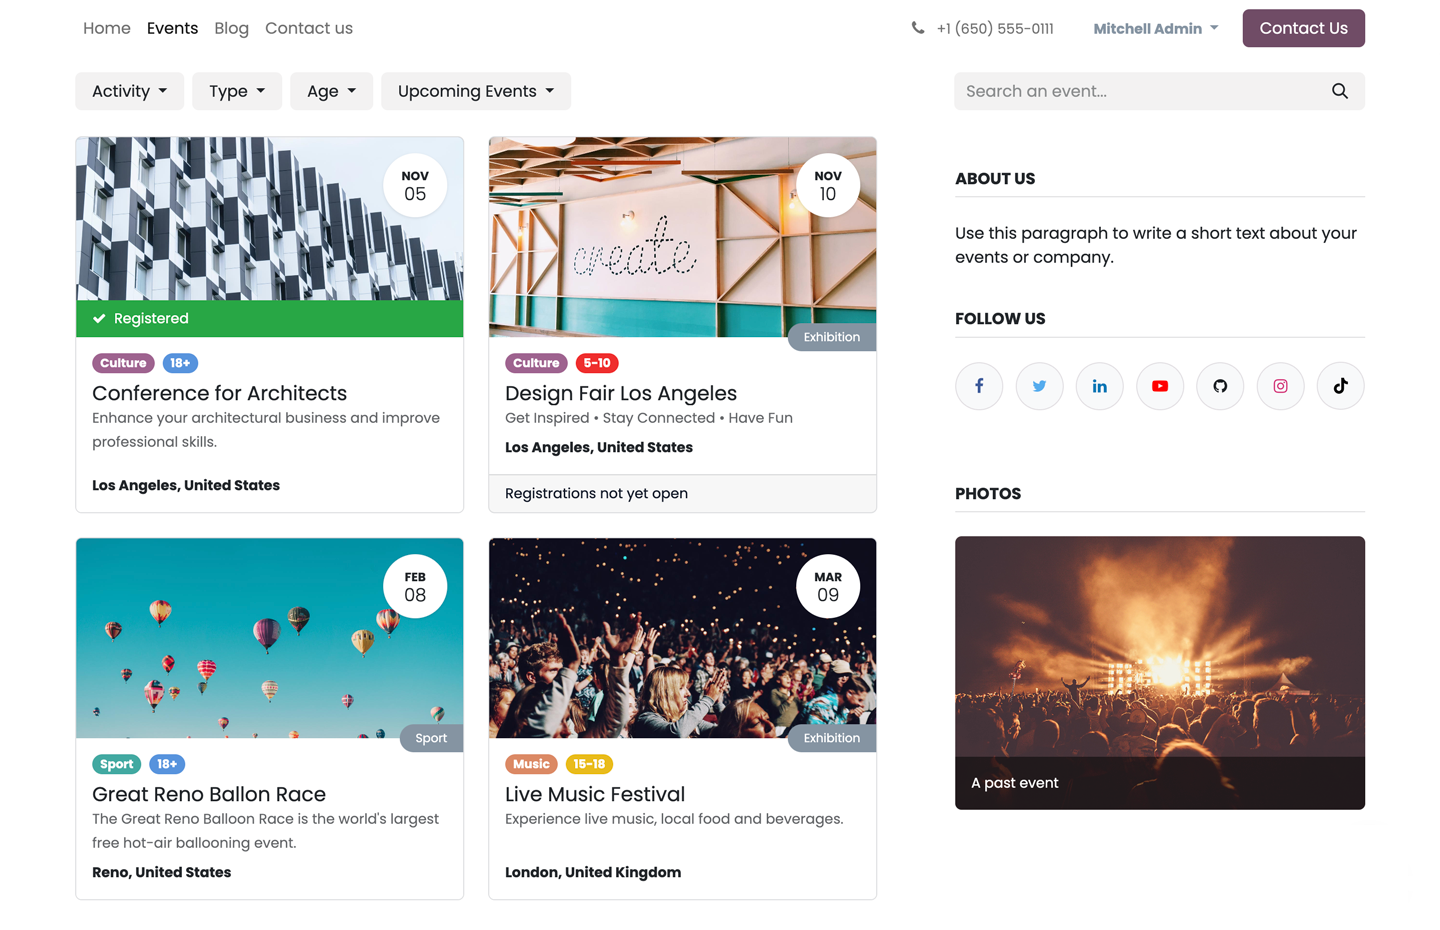 Home Events Blog Contact us +1 (650) 555-0111 Mitchell Admin Contact Us
Activity Type Age Upcoming Events Search an event...
NOV
05
Registered
Culture 18+
Conference for Architects
Enhance your architectural business and improve
professional skills.
Los Angeles, United States
create
NOV
10
Exhibition
Culture 5-10
Design Fair Los Angeles
Get Inspired • Stay Connected • Have Fun
Los Angeles, United States
Registrations not yet open
FEB
08
Sport
Sport 18+
Great Reno Ballon Race
The Great Reno Balloon Race is the world's largest
free hot-air ballooning event.
Reno, United States
MAR
09
Exhibition
Music 15-18
Live Music Festival
Experience live music, local food and beverages.
London, United Kingdom
ABOUT US
Use this paragraph to write a short text about your
events or company.
FOLLOW US
PHOTOS
A past event